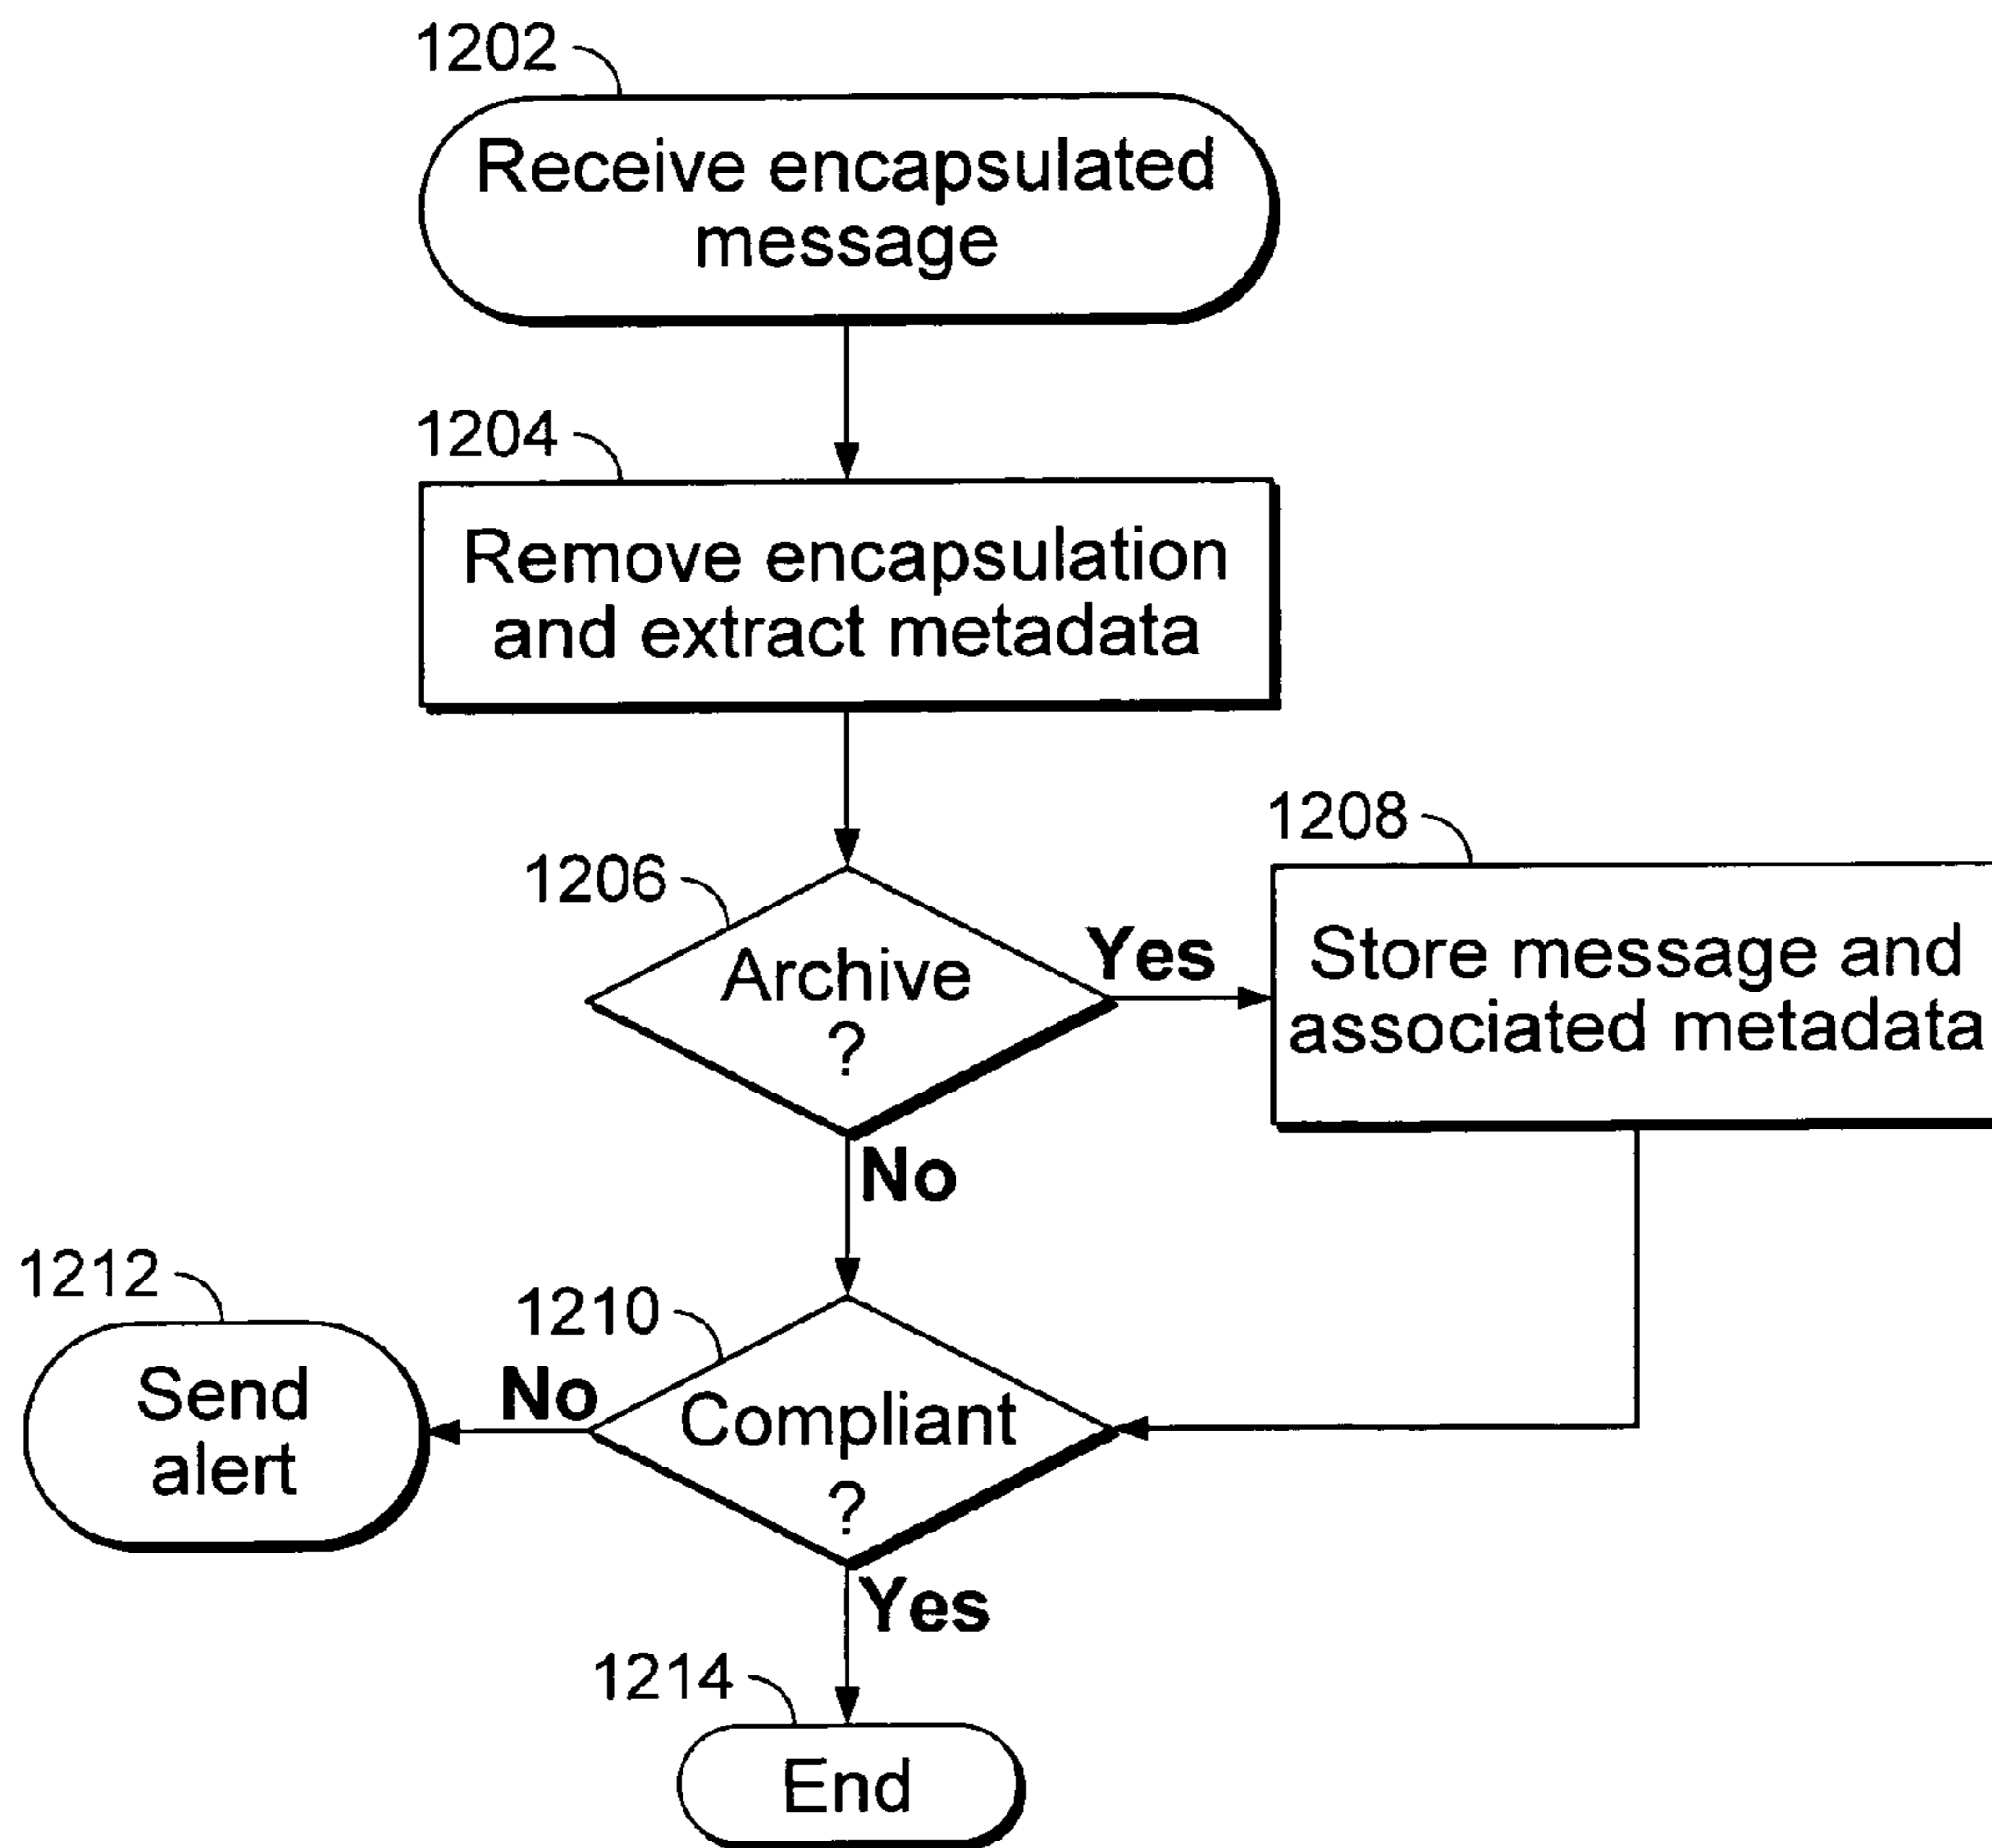 1202
Receive encapsulated
message
1204
Remove encapsulation
and extract metadata
1206
Archive
?
Yes
1208
Store message and
associated metadata
No
1210
Compliant
?
No
1212
Send
alert
Yes
1214
End